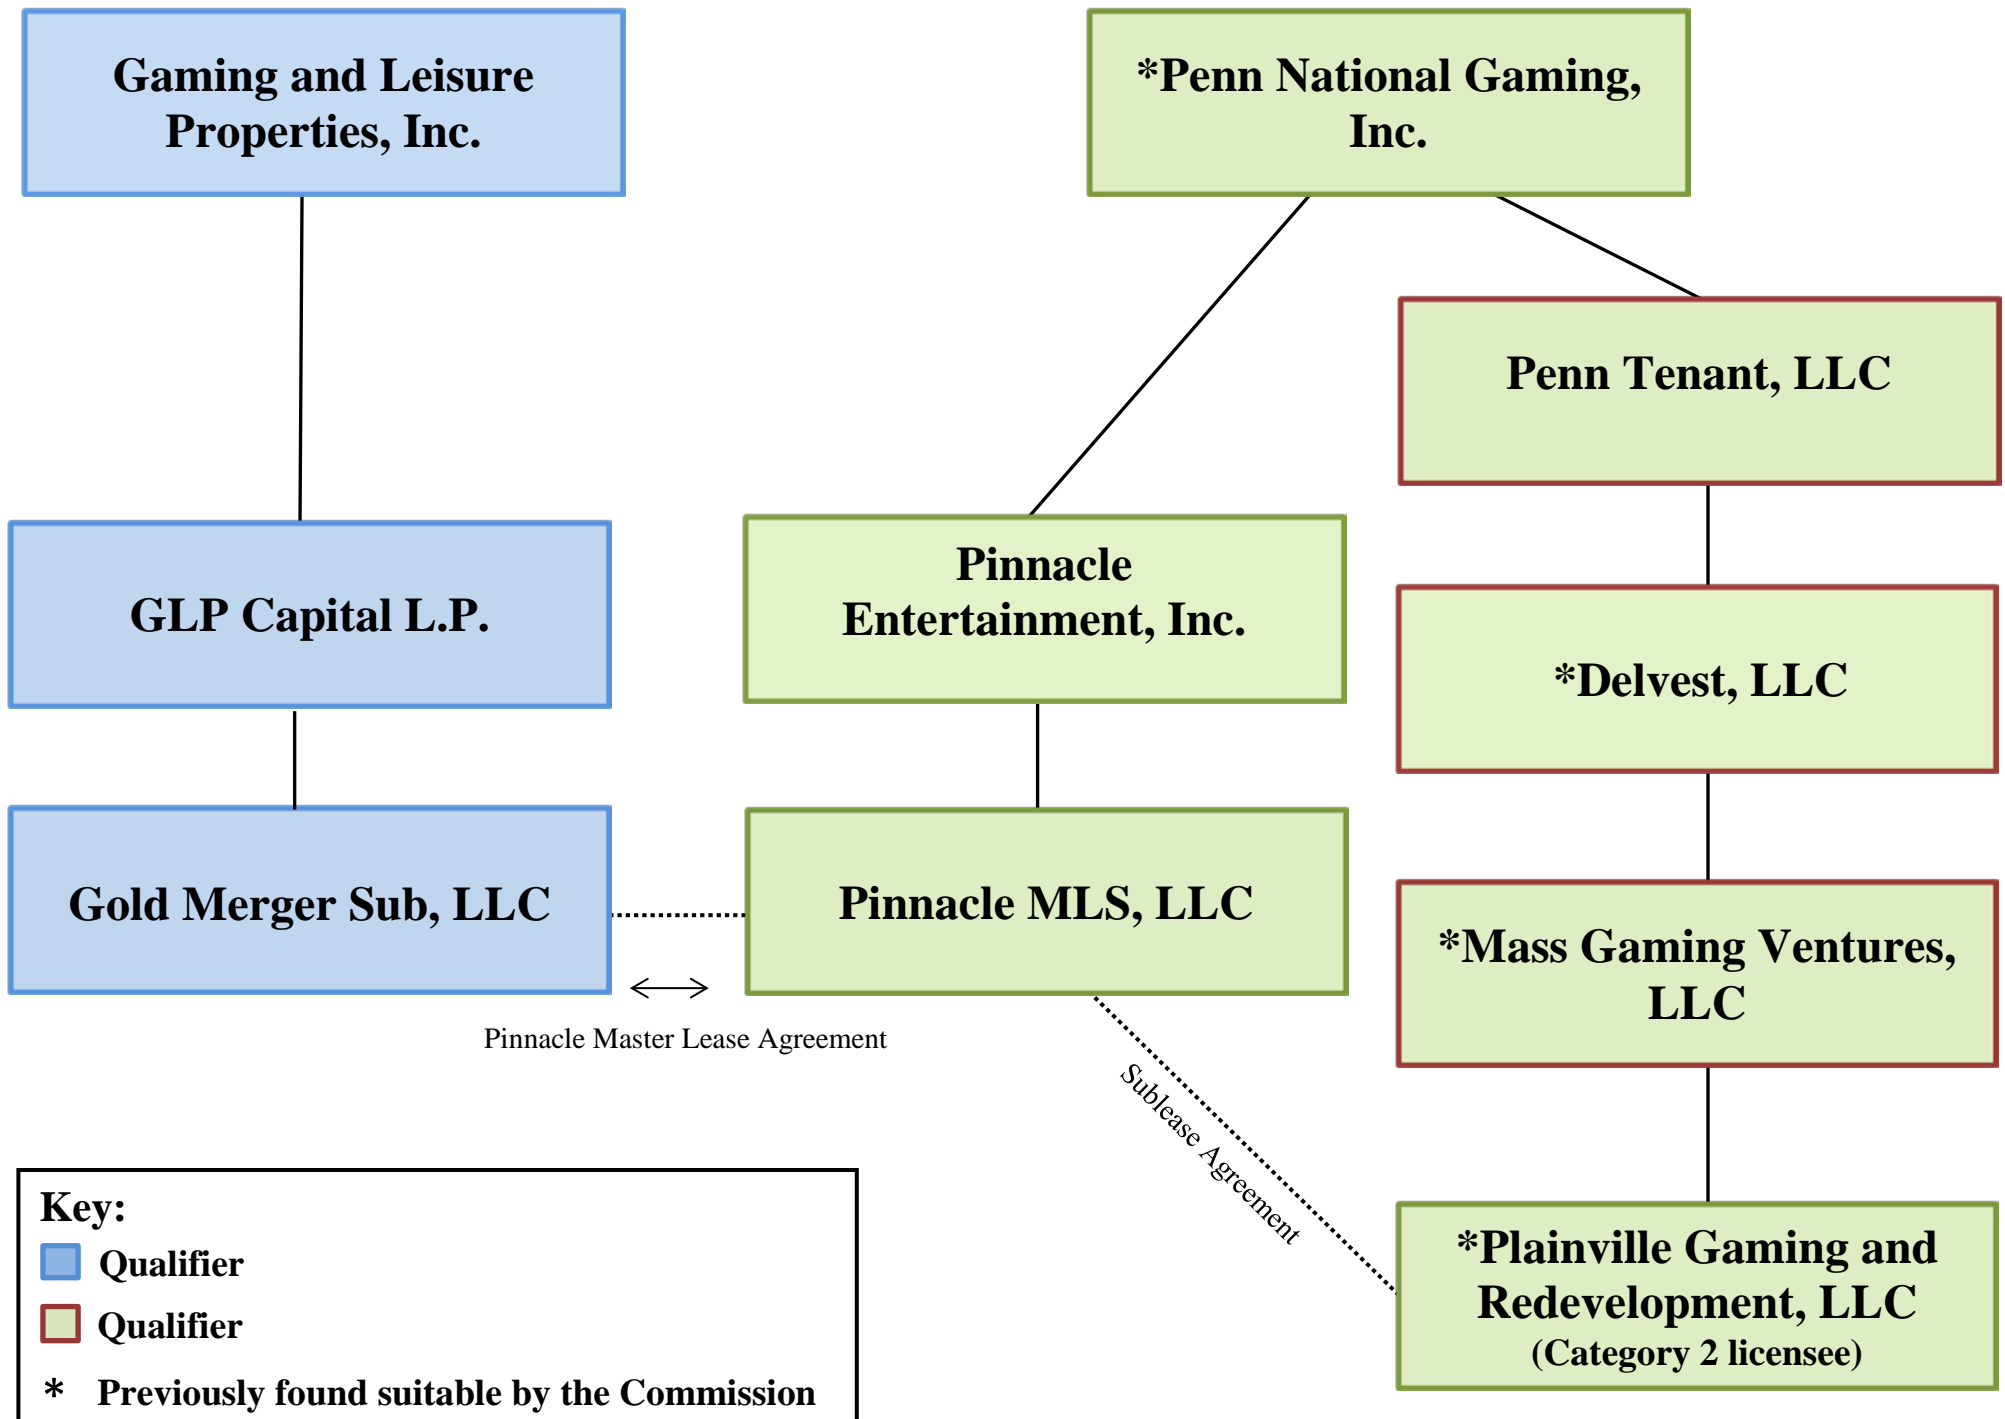 Gaming and Leisure
Properties, Inc.
*Penn National Gaming,
Inc.
Penn Tenant, LLC
GLP Capital L.P.
Pinnacle
Entertainment, Inc.
*Delvest, LLC
Gold Merger Sub, LLC
Pinnacle MLS, LLC
*Mass Gaming Ventures,
LLC
Pinnacle Master Lease Agreement
Sublease Agreement
*Plainville Gaming and
Redevelopment, LLC
(Category 2 licensee)
Key:
Qualifier
Qualifier
* Previously found suitable by the Commission